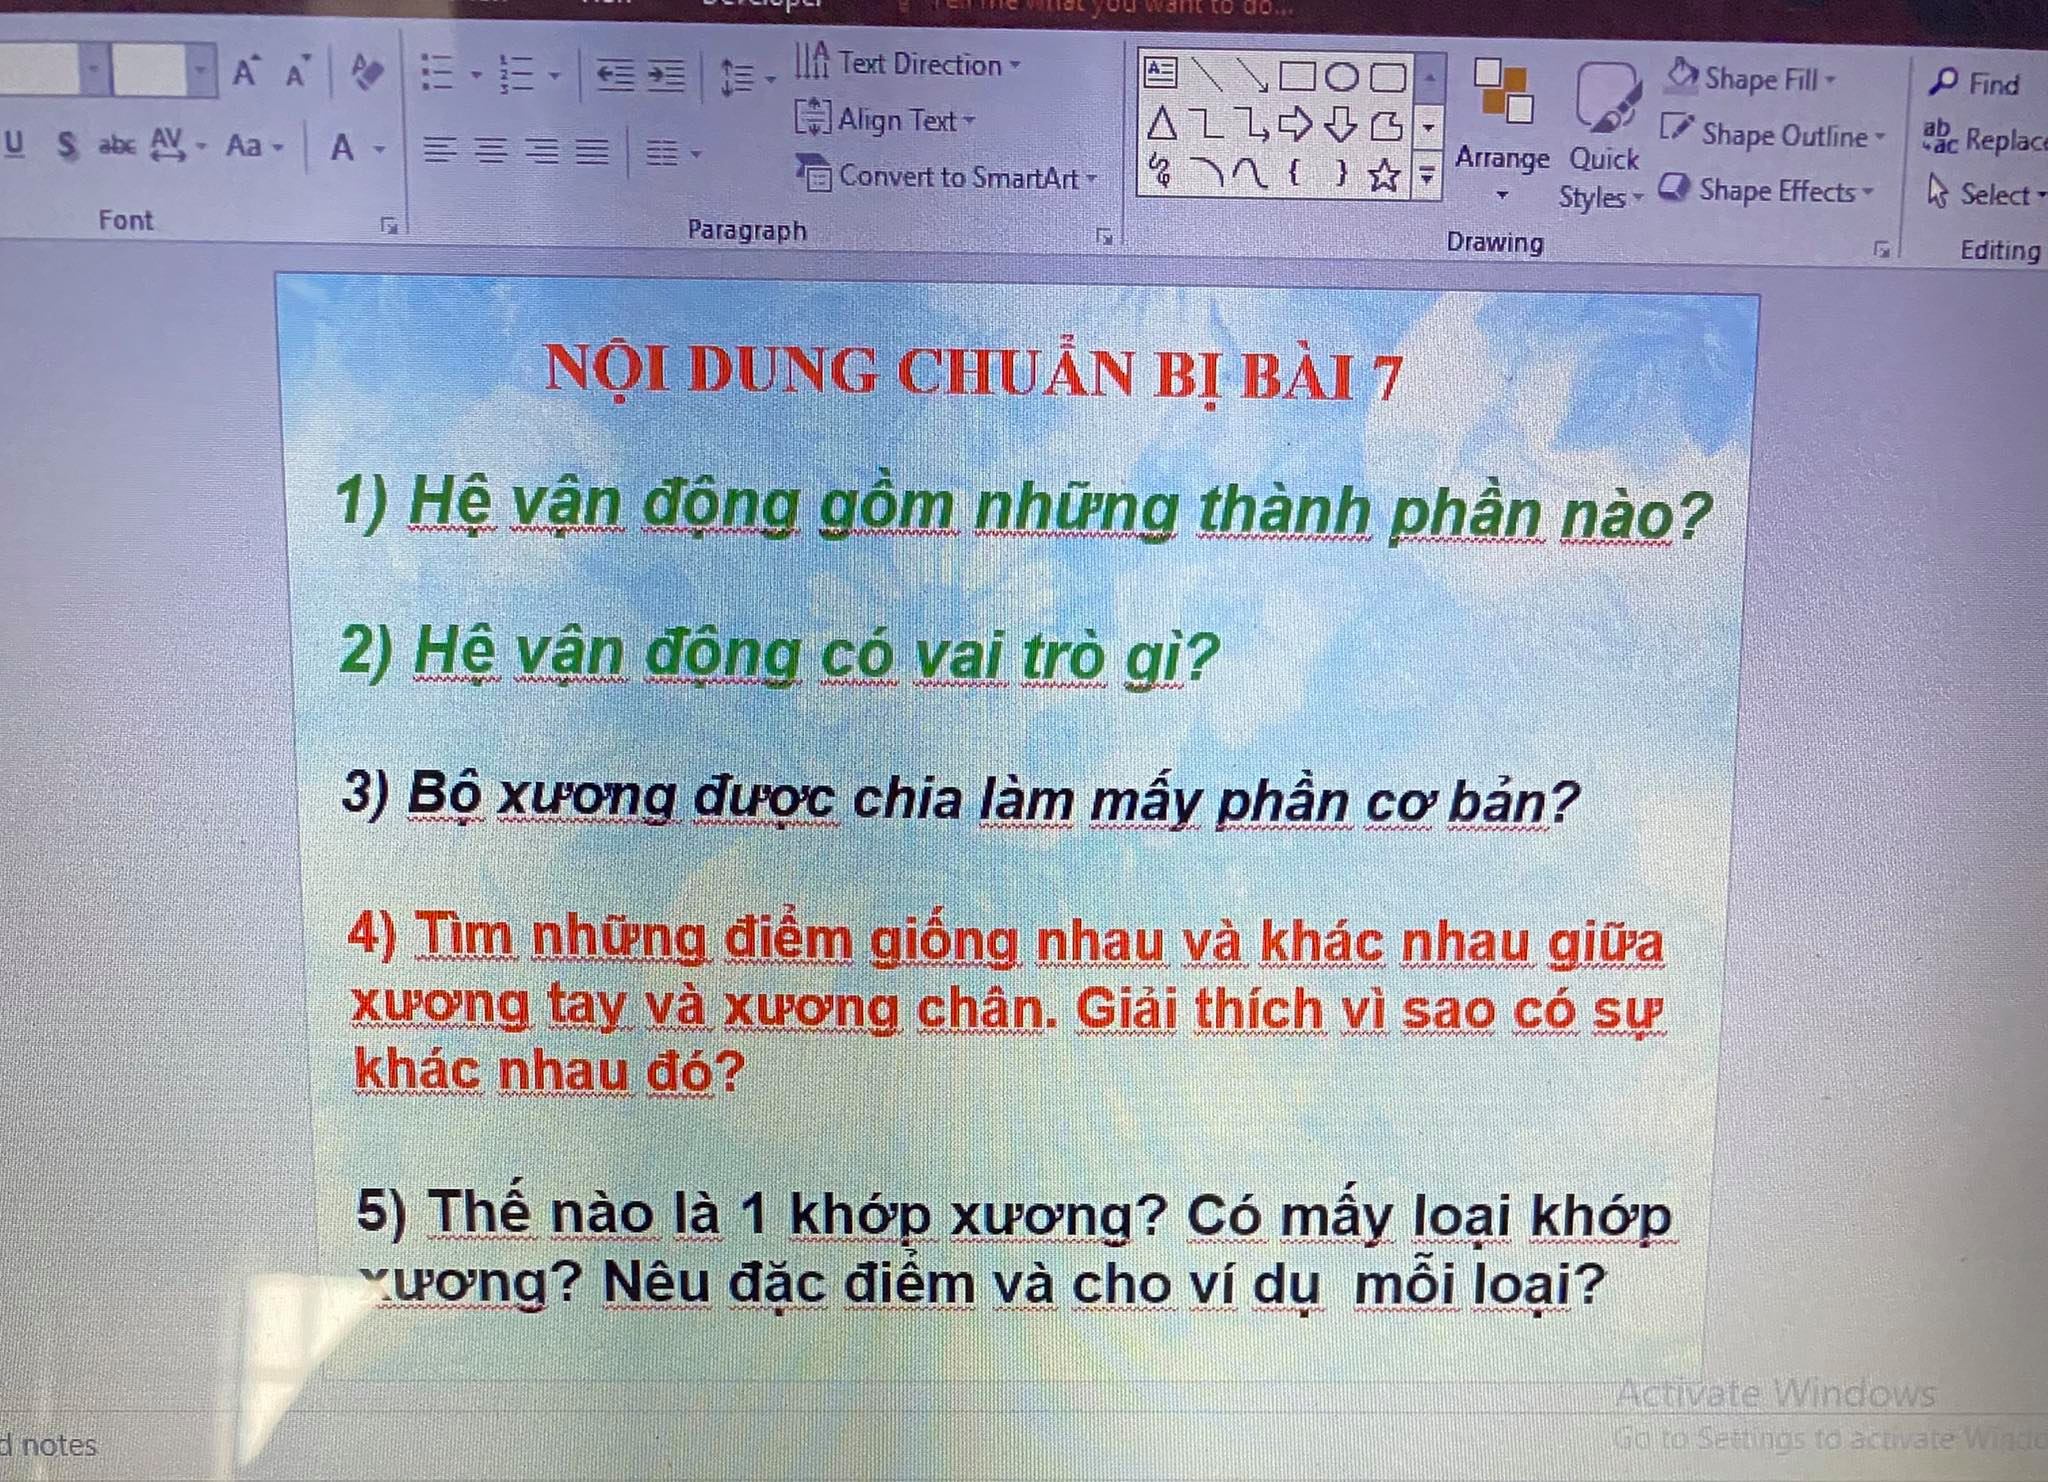 Developer
Tell me what you want to do...
Text Direction
Align Text
Convert to SmartArt
Shape Fill
Shape Outline
Shape Effects
Arrange
Quick
Styles
Find
Replace
Select
U S abc AV Aa A
Font
Paragraph
Drawing
Editing
NỘI DUNG CHUẨN BỊ BÀI 7
1) Hệ vận động gồm những thành phần nào?
2) Hệ vận động có vai trò gì?
3) Bộ xương được chia làm mấy phần cơ bản?
4) Tìm những điểm giống nhau và khác nhau giữa
xương tay và xương chân. Giải thích vì sao có sự
khác nhau đó?
5) Thế nào là 1 khớp xương? Có mấy loại khớp
xương? Nêu đặc điểm và cho ví dụ mỗi loại?
Activate Windows
Go to Settings to activate Windo
d notes